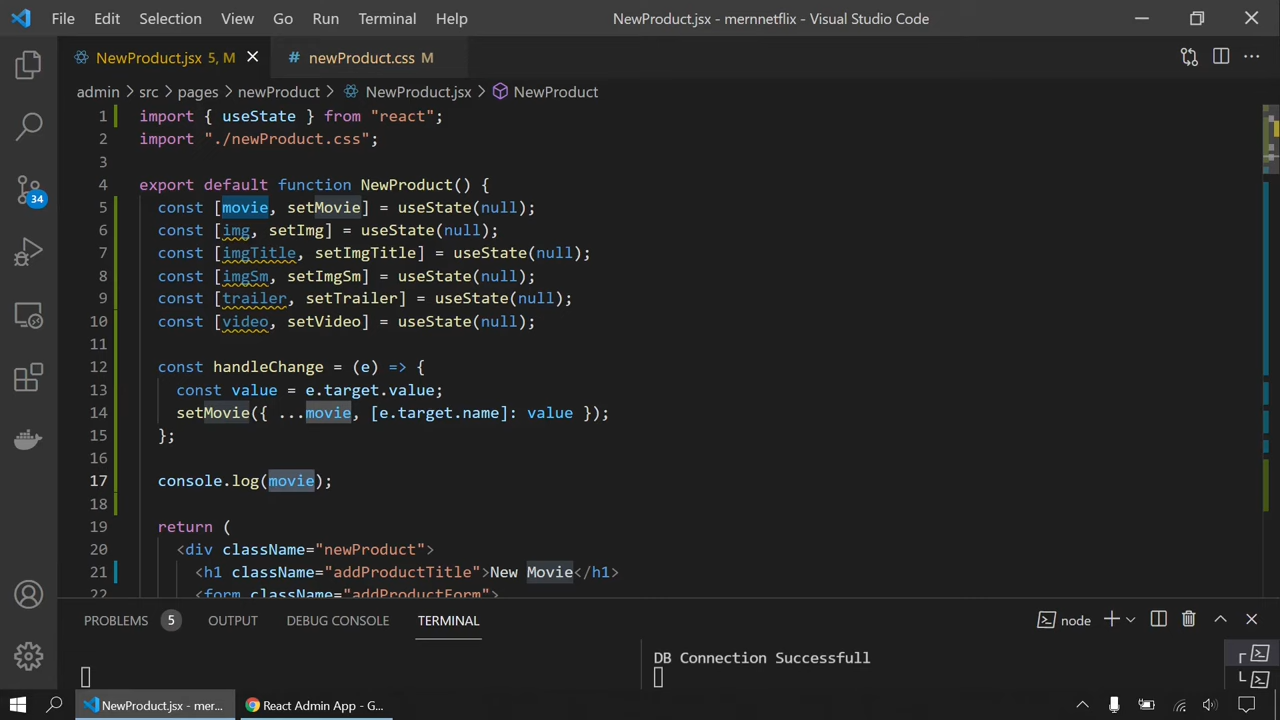 File Edit Selection View Go Run Terminal Help NewProduct.jsx - mernnetflix - Visual Studio Code
NewProduct.jsx 5, M newProduct.css M
admin > src > pages > newProduct > NewProduct.jsx > NewProduct
1 import { useState } from "react";
2 import "./newProduct.css";
3
4 export default function NewProduct() {
5 const [movie, setMovie] = useState(null);
6 const [img, setImg] = useState(null);
7 const [imgTitle, setImgTitle] = useState(null);
8 const [imgSm, setImgSm] = useState(null);
9 const [trailer, setTrailer] = useState(null);
10 const [video, setVideo] = useState(null);
11
12 const handleChange = (e) => {
13 const value = e.target.value;
14 setMovie({ ...movie, [e.target.name]: value });
15 };
16
17 console.log(movie);
18
19 return (
20 <div className="newProduct">
21 <h1 className="addProductTitle">New Movie</h1>
22 <form className="addProductForm">
34
PROBLEMS 5 OUTPUT DEBUG CONSOLE TERMINAL node
DB Connection Successfull
NewProduct.jsx - mer... React Admin App - G...